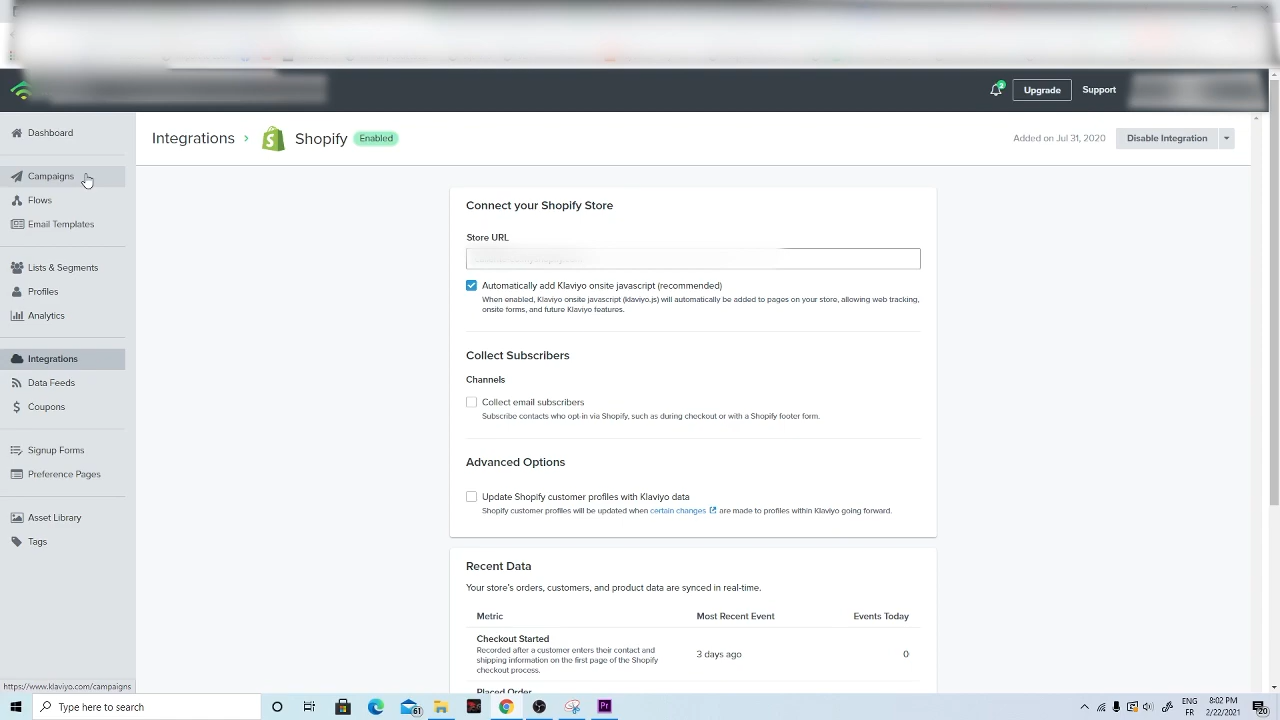 3
Upgrade
Support
Dashboard
Integrations
Shopify
Enabled
Added on Jul 31, 2020
Disable Integration
Campaigns
Flows
Email Templates
Lists & Segments
Profiles
Analytics
Integrations
Data Feeds
Coupons
Signup Forms
Preference Pages
Asset Library
Tags
Connect your Shopify Store
Store URL
Automatically add Klaviyo onsite javascript (recommended)
When enabled, Klaviyo onsite javascript (klaviyo.js) will automatically be added to pages on your store, allowing web tracking,
onsite forms, and future Klaviyo features.
Collect Subscribers
Channels
Collect email subscribers
Subscribe contacts who opt-in via Shopify, such as during checkout or with a Shopify footer form.
Advanced Options
Update Shopify customer profiles with Klaviyo data
Shopify customer profiles will be updated when certain changes are made to profiles within Klaviyo going forward.
Recent Data
Your store's orders, customers, and product data are synced in real-time.
Metric Most Recent Event Events Today
Checkout Started
Recorded after a customer enters their contact and
shipping information on the first page of the Shopify
checkout process.
3 days ago 0
Placed Order
https://www.klaviyo.com/campaigns
Type here to search
61
Pr
ENG
FR
8:02 PM
2/22/2021
20